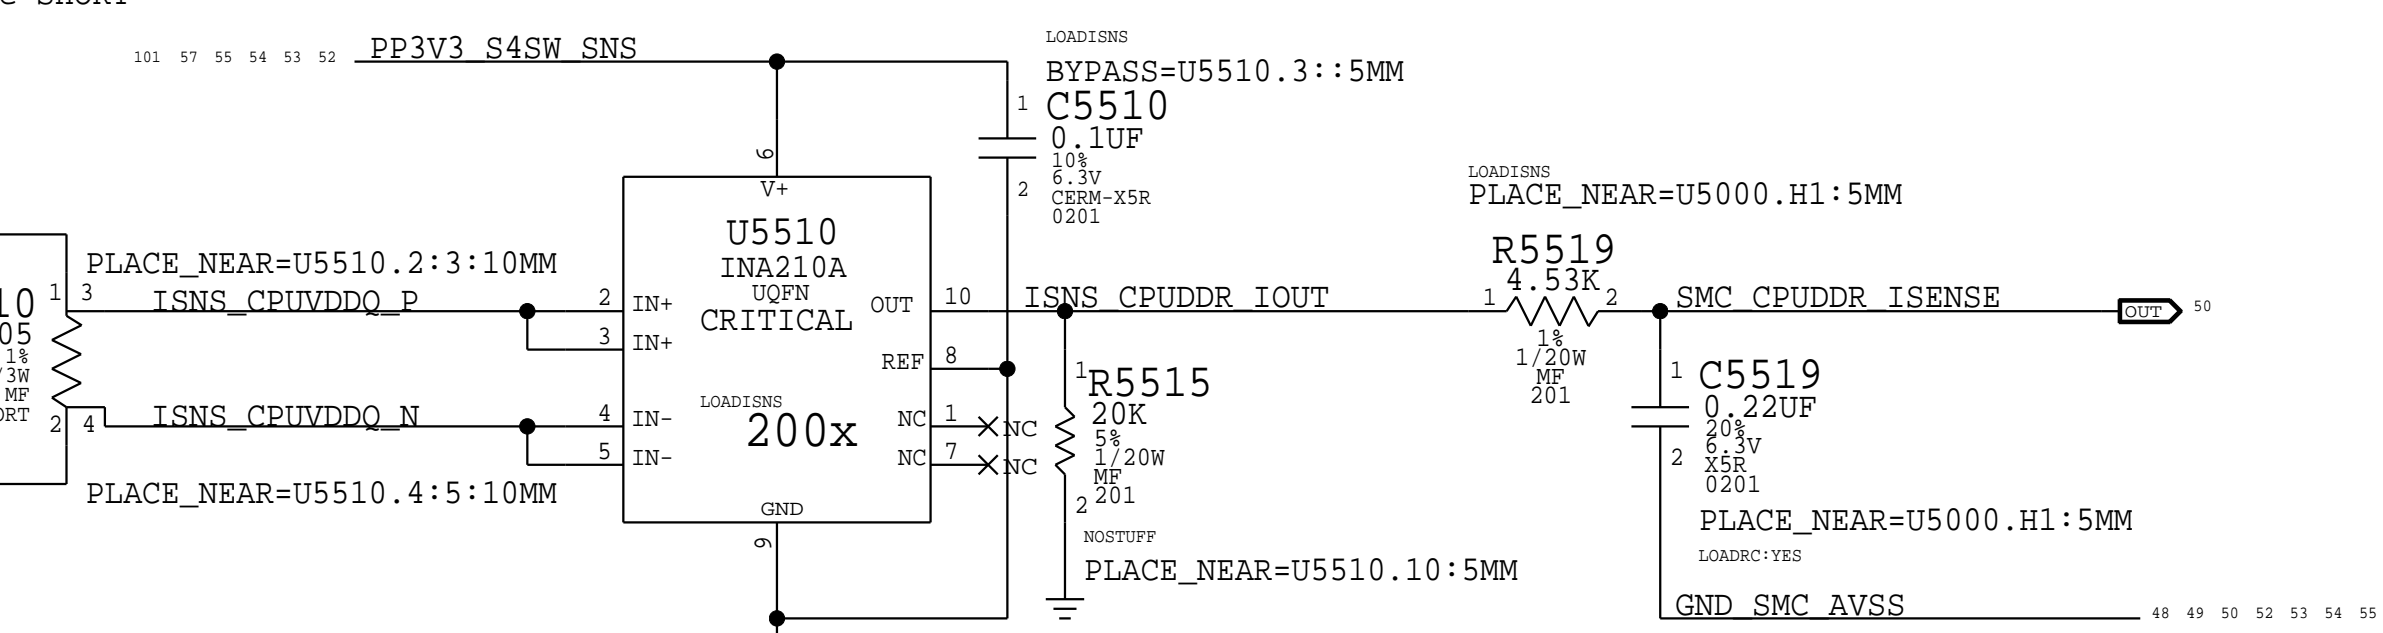 101 57 55 54 53 52 PP3V3_S4SW_SNS
LOADISNS
BYPASS=U5510.3::5MM
1
C5510
0.1UF
10%
6.3V
CERM-X5R
0201
2
6
V+
U5510
INA210A
UQFN
CRITICAL
LOADISNS
200x
GND
9
PLACE_NEAR=U5510.2:3:10MM
1 3 ISNS_CPUVDDQ_P
2 IN+
3 IN+
10
05
1%
/3W
MF
ORT
2 4 ISNS_CPUVDDQ_N
4 IN-
5 IN-
PLACE_NEAR=U5510.4:5:10MM
OUT 10 ISNS_CPUDDR_IOUT
REF 8
NC 1 NC
NC 7 NC
1
R5515
20K
5%
1/20W
MF
201
2
NOSTUFF
PLACE_NEAR=U5510.10:5MM
LOADISNS
PLACE_NEAR=U5000.H1:5MM
R5519
4.53K
1 2
1%
1/20W
MF
201
SMC_CPUDDR_ISENSE OUT 50
1
C5519
0.22UF
20%
6.3V
X5R
0201
2
PLACE_NEAR=U5000.H1:5MM
LOADRC:YES
GND_SMC_AVSS 48 49 50 52 53 54 55